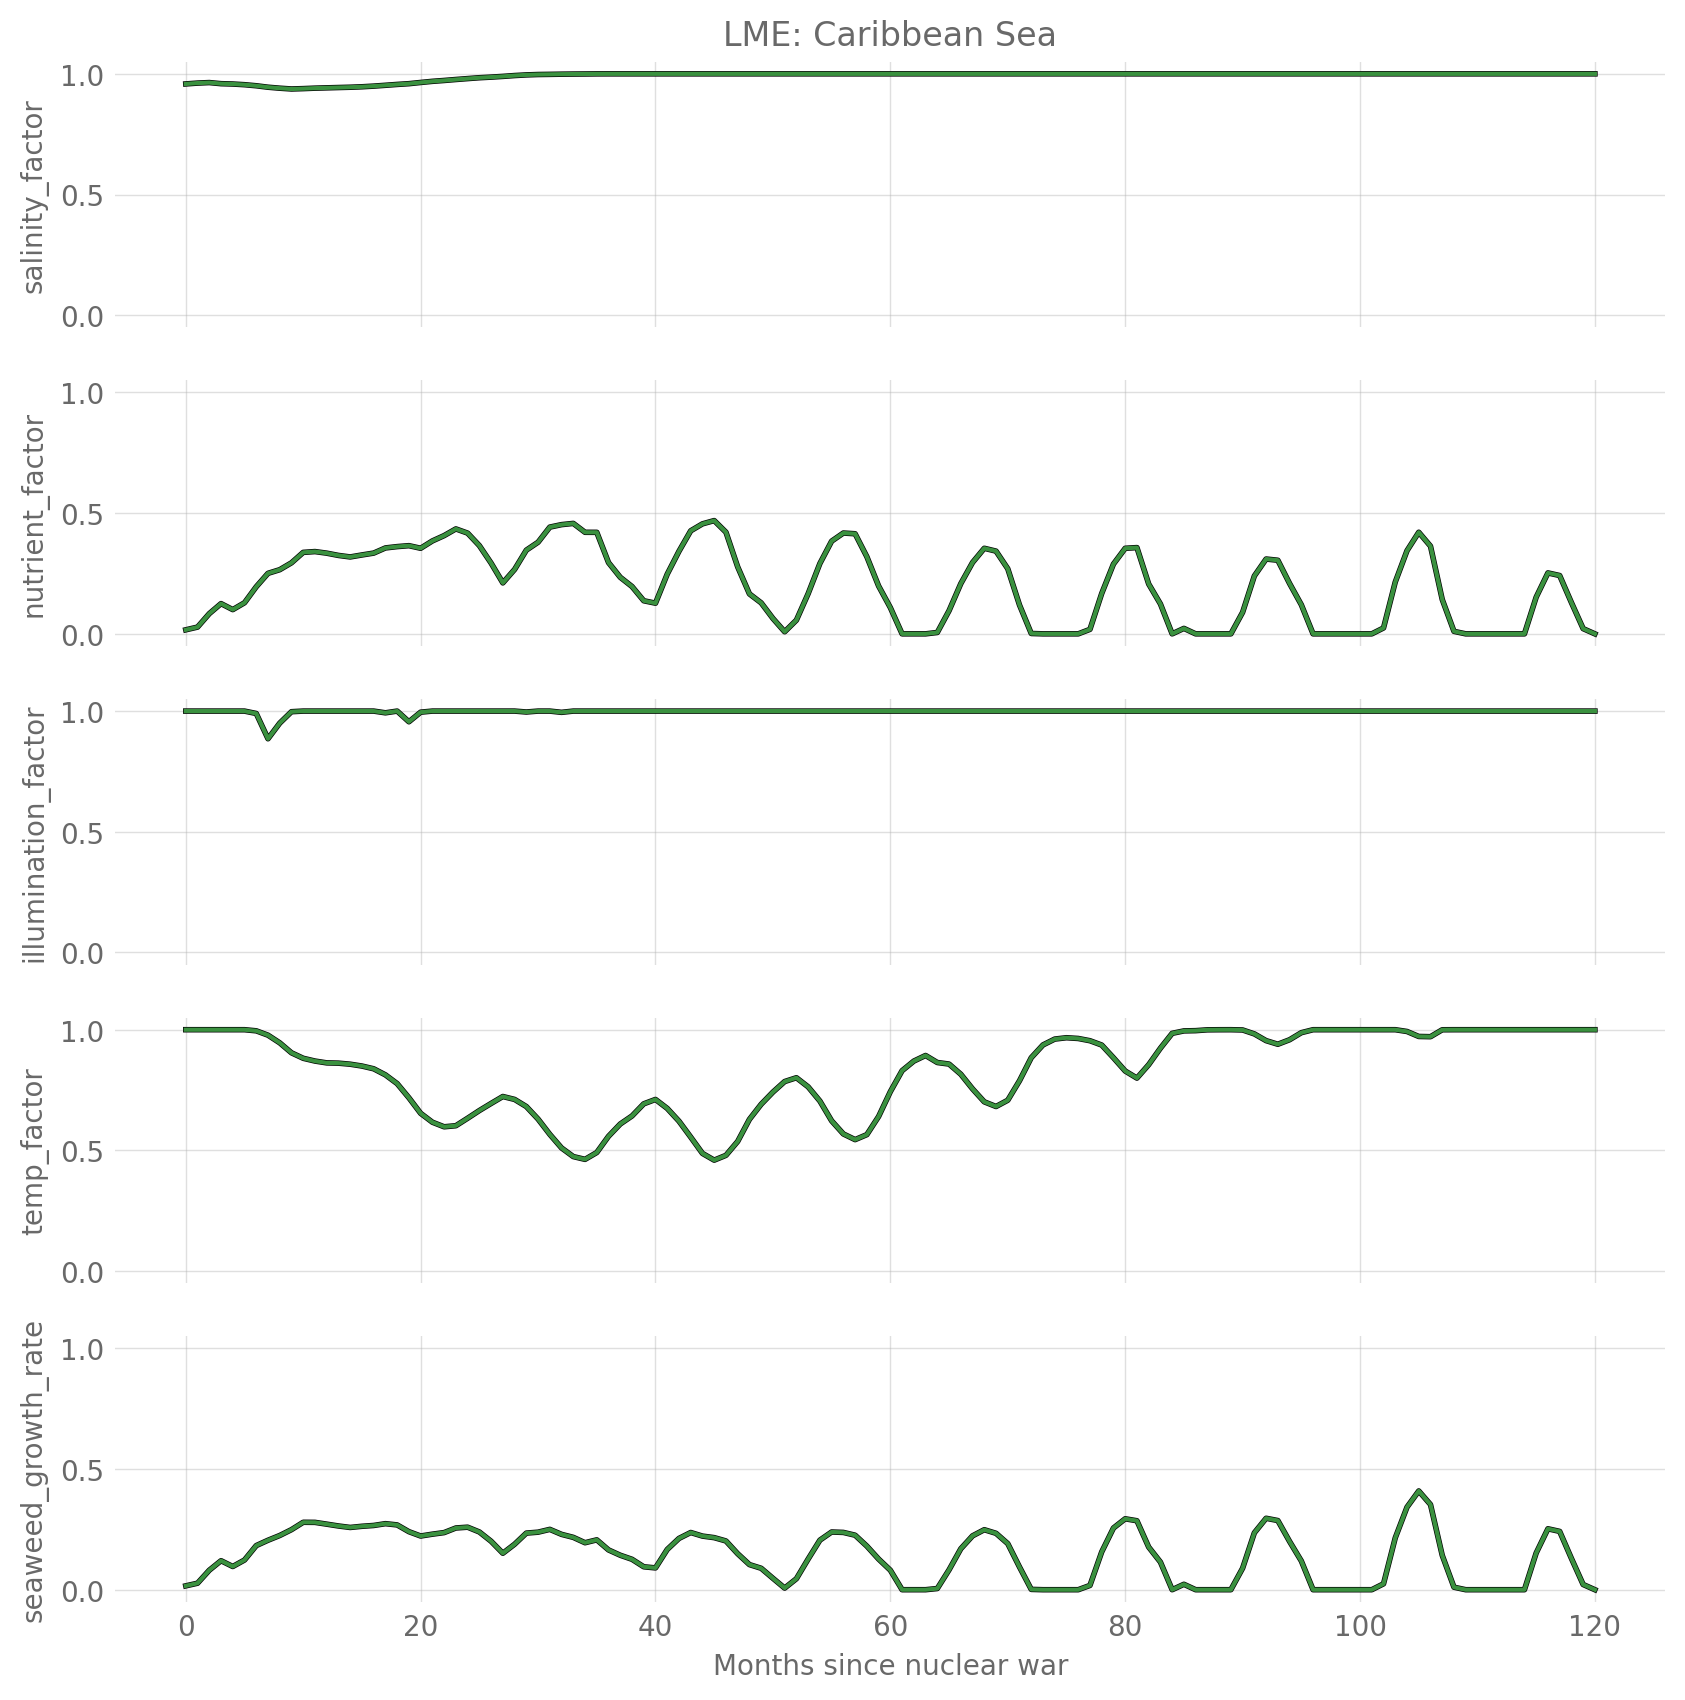 LME: Caribbean Sea
1.0
0.5
0.0
salinity_factor
1.0
0.5
0.0
nutrient_factor
1.0
0.5
0.0
illumination_factor
1.0
0.5
0.0
temp_factor
1.0
0.5
0.0
seaweed_growth_rate
0 20 40 60 80 100 120
Months since nuclear war